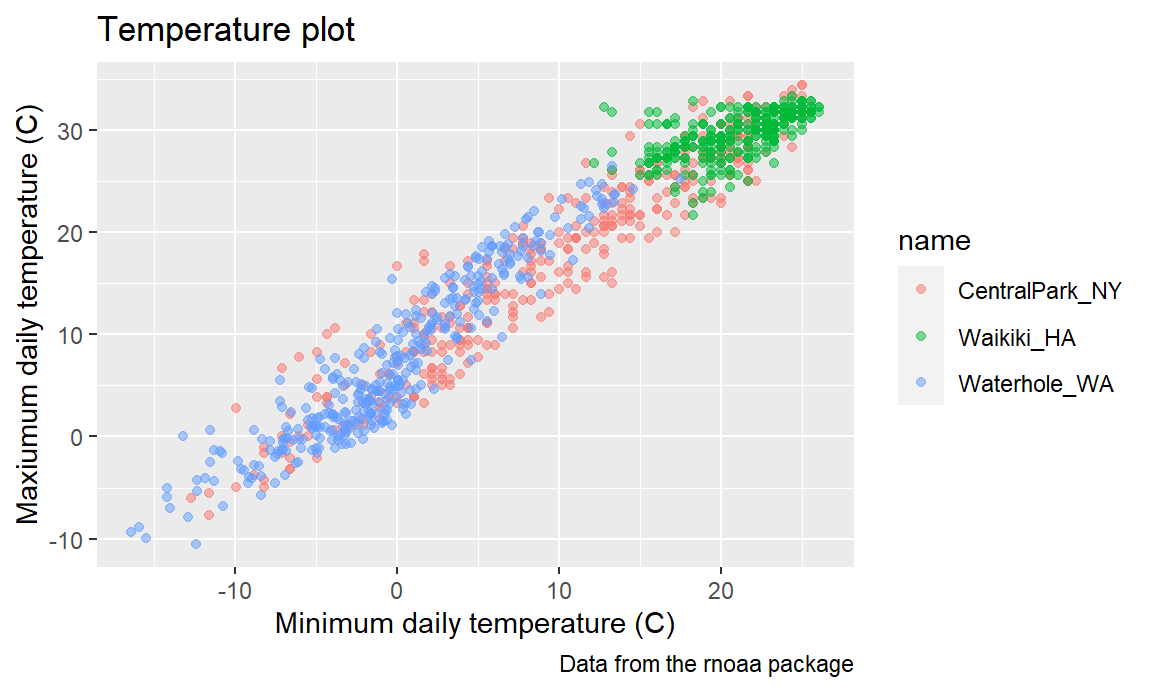 Temperature plot
Maxiumum daily temperature (C)
30
20
10
0
-10
-10
0
10
20
Minimum daily temperature (C)
Data from the rnoaa package
name
CentralPark_NY
Waikiki_HA
Waterhole_WA